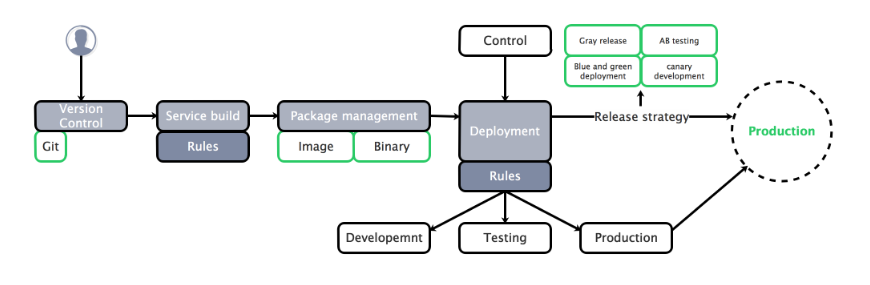 Control
Gray release
AB testing
Blue and green
deployment
canary
development
Version
Control
Service build
Package management
Deployment
Release strategy
Production
Git
Rules
Image
Binary
Rules
Developemnt
Testing
Production